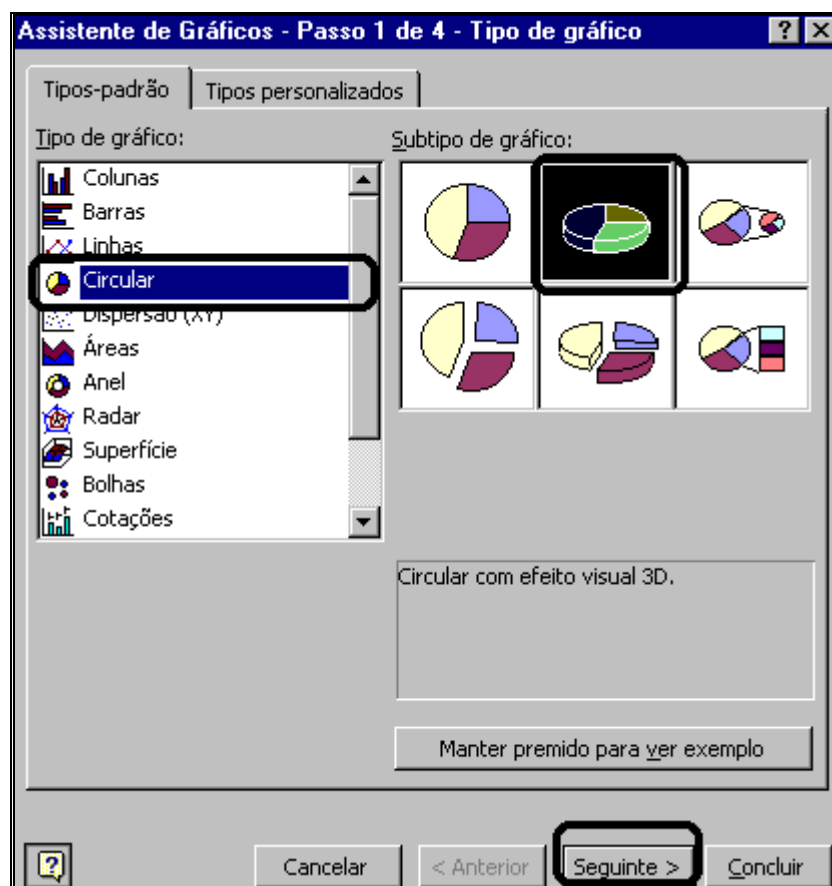 Assistente de Gráficos - Passo 1 de 4 - Tipo de gráfico
Tipos-padrão
Tipos personalizados
Tipo de gráfico:
Subtipo de gráfico:
Colunas
Barras
Linhas
Circular
Dispersão (XY)
Áreas
Anel
Radar
Superfície
Bolhas
Cotações
Circular com efeito visual 3D.
Manter premido para ver exemplo
Cancelar
< Anterior
Seguinte >
Concluir